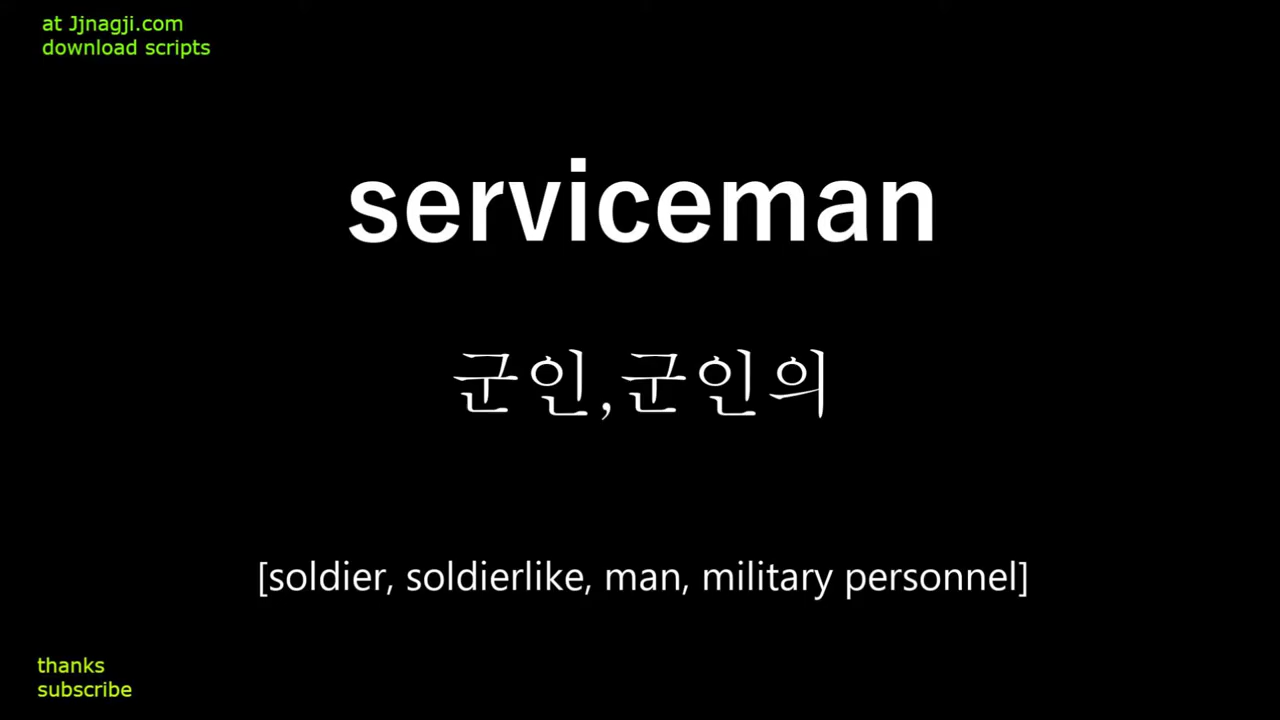 at Jjnagji.com
download scripts
serviceman
군인,군인의
[soldier, soldierlike, man, military personnel]
thanks
subscribe